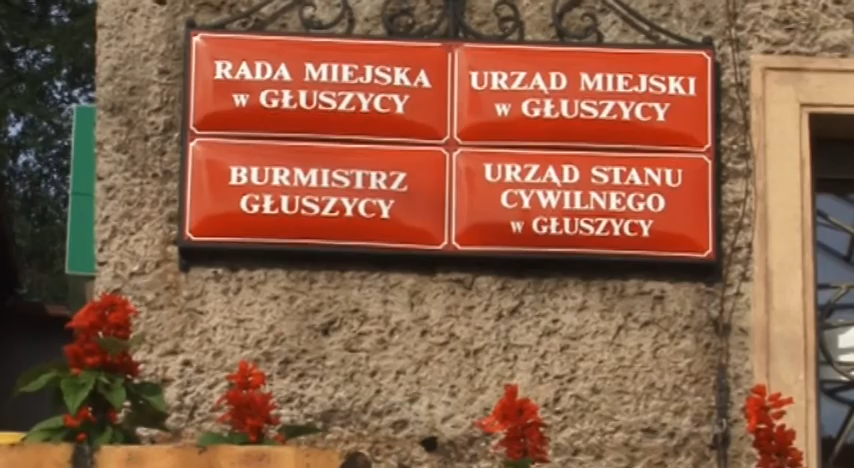 RADA MIEJSKA
w GŁUSZYCY
URZĄD MIEJSKI
w GŁUSZYCY
BURMISTRZ
GŁUSZYCY
URZĄD STANU
CYWILNEGO
w GŁUSZYCY